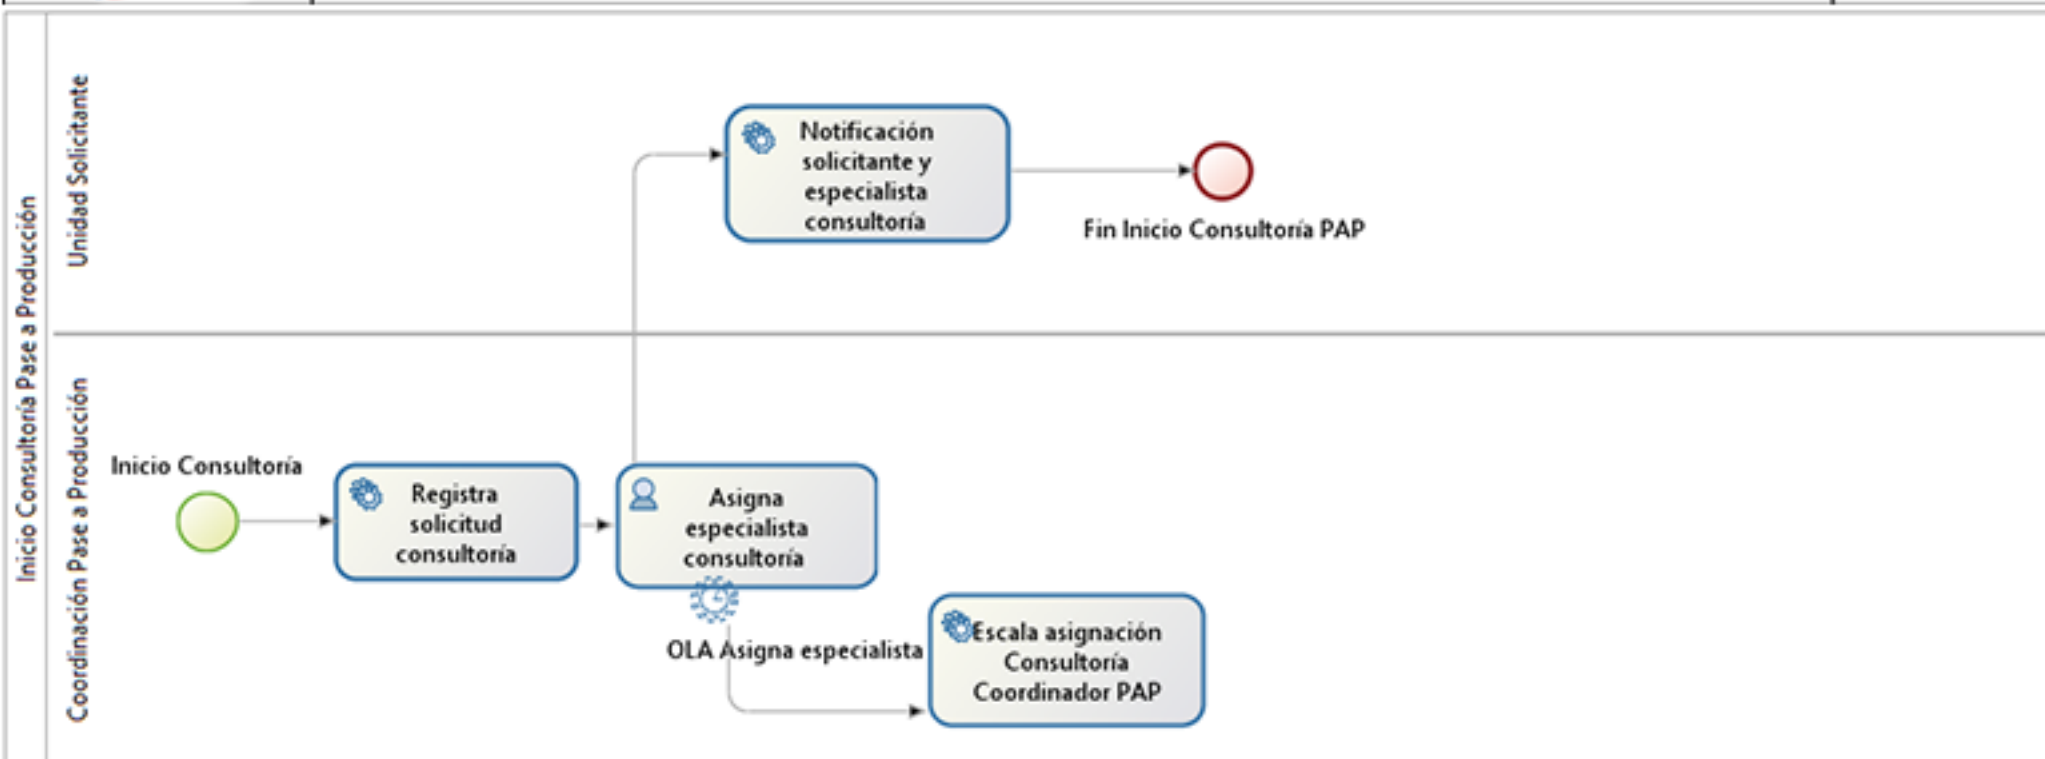 Inicio Consultoría Pase a Producción
Unidad Solicitante
Notificación
solicitante y
especialista
consultoría
Fin Inicio Consultoría PAP
Coordinación Pase a Producción
Inicio Consultoría
Registra
solicitud
consultoría
Asigna
especialista
consultoría
OLA Asigna especialista
Escala asignación
Consultoría
Coordinador PAP